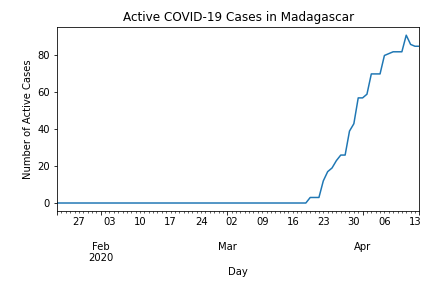 Active COVID-19 Cases in Madagascar
Number of Active Cases
80
60
40
20
0
27 03 10 17 24 02 09 16 23 30 06 13
Feb Mar Apr
2020
Day